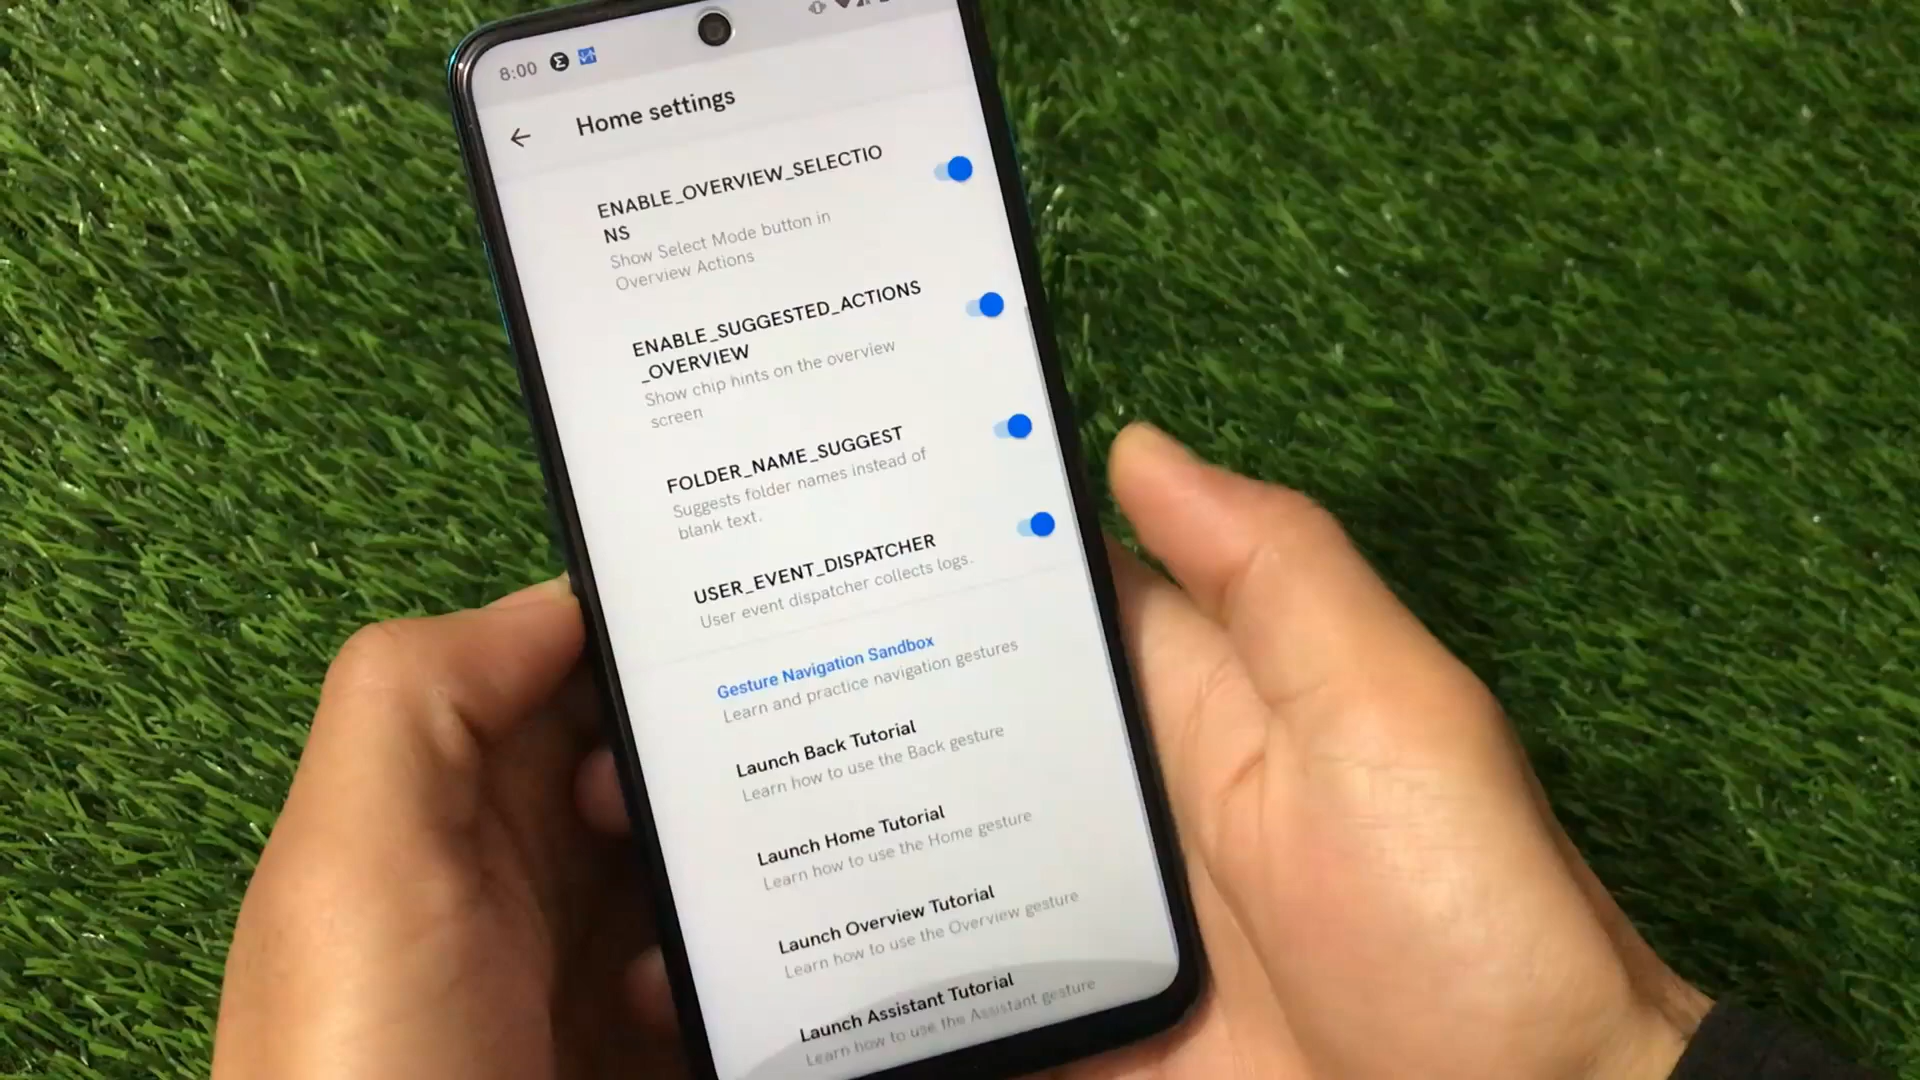 8:00
Home settings
ENABLE_OVERVIEW_SELECTIO
NS
Show Select Mode button in
Overview Actions
ENABLE_SUGGESTED_ACTIONS
_OVERVIEW
Show chip hints on the overview
screen
FOLDER_NAME_SUGGEST
Suggests folder names instead of
blank text.
USER_EVENT_DISPATCHER
User event dispatcher collects logs.
Gesture Navigation Sandbox
Learn and practice navigation gestures
Launch Back Tutorial
Learn how to use the Back gesture
Launch Home Tutorial
Learn how to use the Home gesture
Launch Overview Tutorial
Learn how to use the Overview gesture
Launch Assistant Tutorial
Learn how to use the Assistant gesture